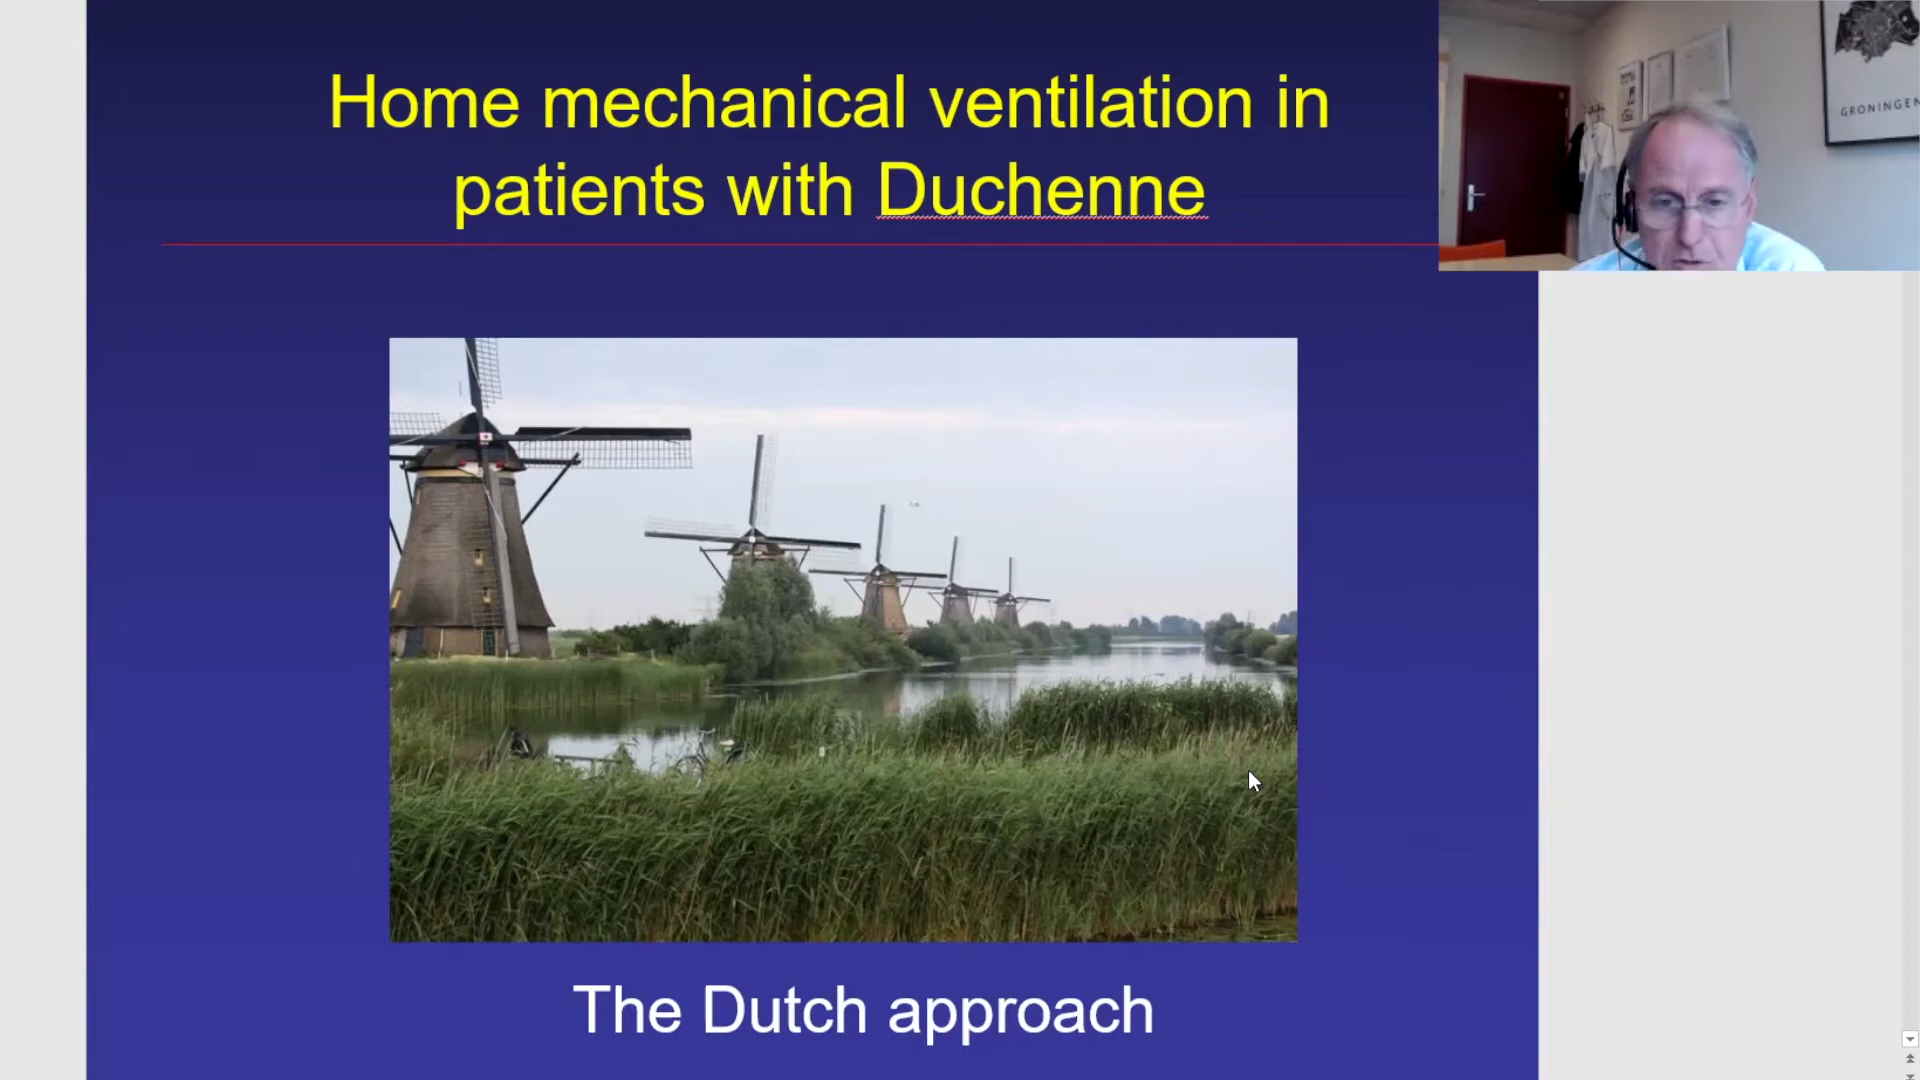 Home mechanical ventilation in
patients with Duchenne
GRONINGEN
The Dutch approach